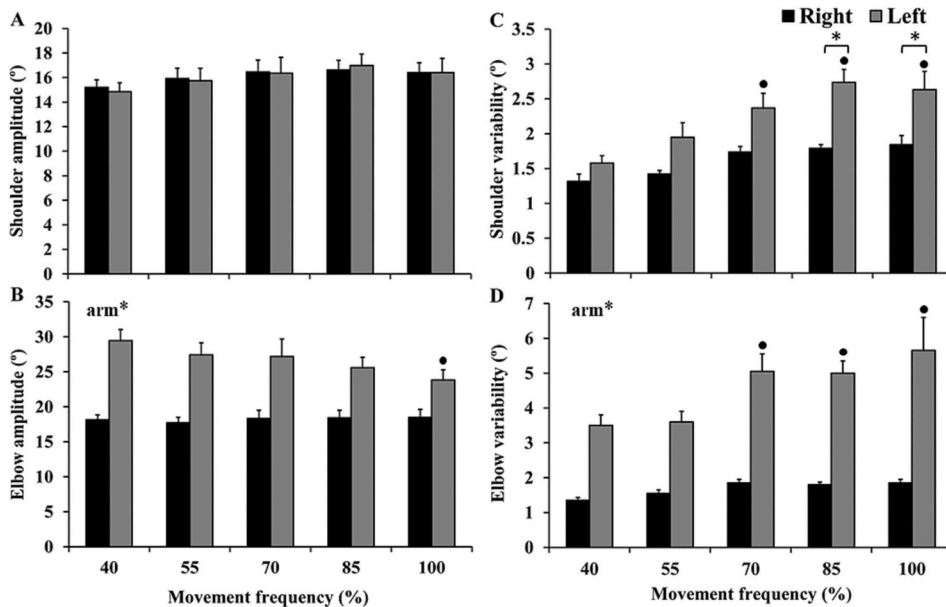 A
20
18
16
14
12
10
8
6
4
2
0
Shoulder amplitude (º)
C
■ Right ■ Left
3.5
3
2.5
2
1.5
1
0.5
0
Shoulder variability (º)
* *
B
arm*
35
30
25
20
15
10
5
0
Elbow amplitude (º)
40 55 70 85 100
Movement frequency (%)
D
arm*
7
6
5
4
3
2
1
0
Elbow variability (º)
40 55 70 85 100
Movement frequency (%)